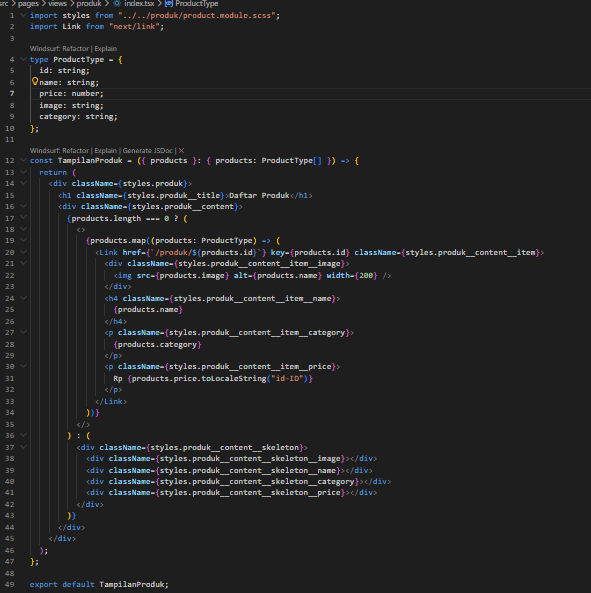 src > pages > views > produk > index.tsx > ProductType
1 import styles from "../../produk/product.module.scss";
2 import Link from "next/link";
3
Windsurf: Refactor | Explain
4 type ProductType = {
5 id: string;
6 name: string;
7 price: number;
8 image: string;
9 category: string;
10 };
11
Windsurf: Refactor | Explain | Generate JSDoc | X
12 const TampilanProduk = ({ products }: { products: ProductType[] }) => {
13 return (
14 <div className={styles.produk}>
15 <h1 className={styles.produk__title}>Daftar Produk</h1>
16 <div className={styles.produk__content}>
17 {products.length === 0 ? (
18 <>
19 {products.map((products: ProductType) => (
20 <Link href={`/produk/${products.id}`} key={products.id} className={styles.produk__content__item}>
21 <div className={styles.produk__content__item__image}>
22 <img src={products.image} alt={products.name} width={200} />
23 </div>
24 <h4 className={styles.produk__content__item__name}>
25 {products.name}
26 </h4>
27 <p className={styles.produk__content__item__category}>
28 {products.category}
29 </p>
30 <p className={styles.produk__content__item__price}>
31 Rp {products.price.toLocaleString("id-ID")}
32 </p>
33 </Link>
34 ))}
35 </>
36 ) : (
37 <div className={styles.produk__content__skeleton}>
38 <div className={styles.produk__content__skeleton__image}></div>
39 <div className={styles.produk__content__skeleton__name}></div>
40 <div className={styles.produk__content__skeleton__category}></div>
41 <div className={styles.produk__content__skeleton__price}></div>
42 </div>
43 )}
44 </div>
45 </div>
46 );
47 };
48
49 export default TampilanProduk;